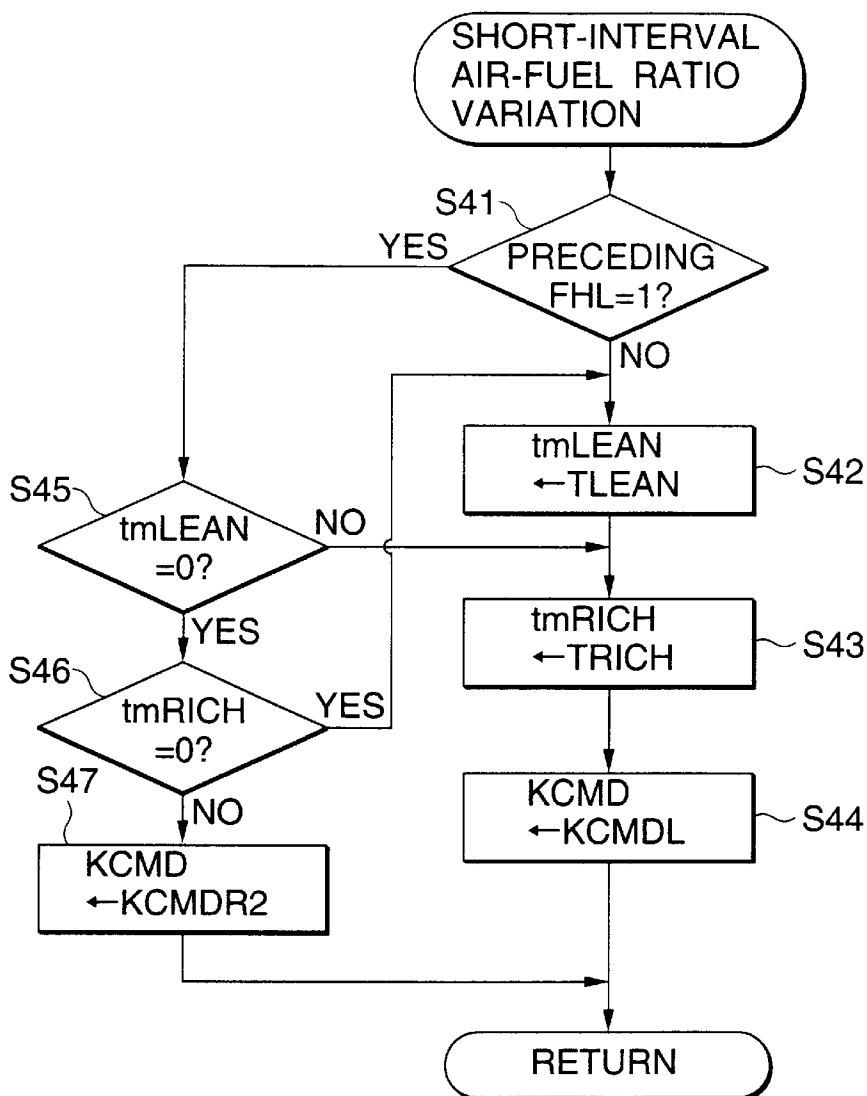 SHORT-INTERVAL
AIR-FUEL RATIO
VARIATION
S41
YES
PRECEDING
FHL=1?
NO
tmLEAN
←TLEAN
S42
S45
tmLEAN
=0?
NO
YES
tmRICH
←TRICH
S43
S46
tmRICH
=0?
YES
NO
S47
KCMD
←KCMDR2
KCMD
←KCMDL
S44
RETURN